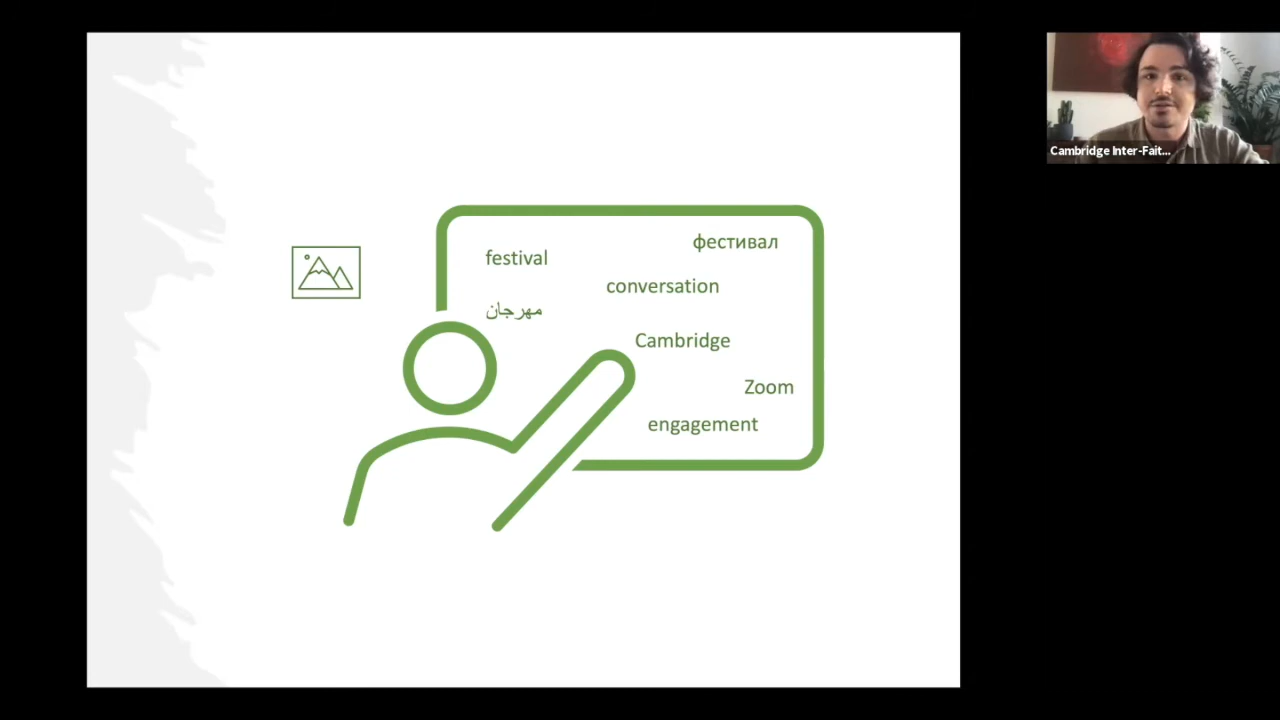 festival
фестивал
conversation
مهرجان
Cambridge
Zoom
engagement
Cambridge Inter-Fait...